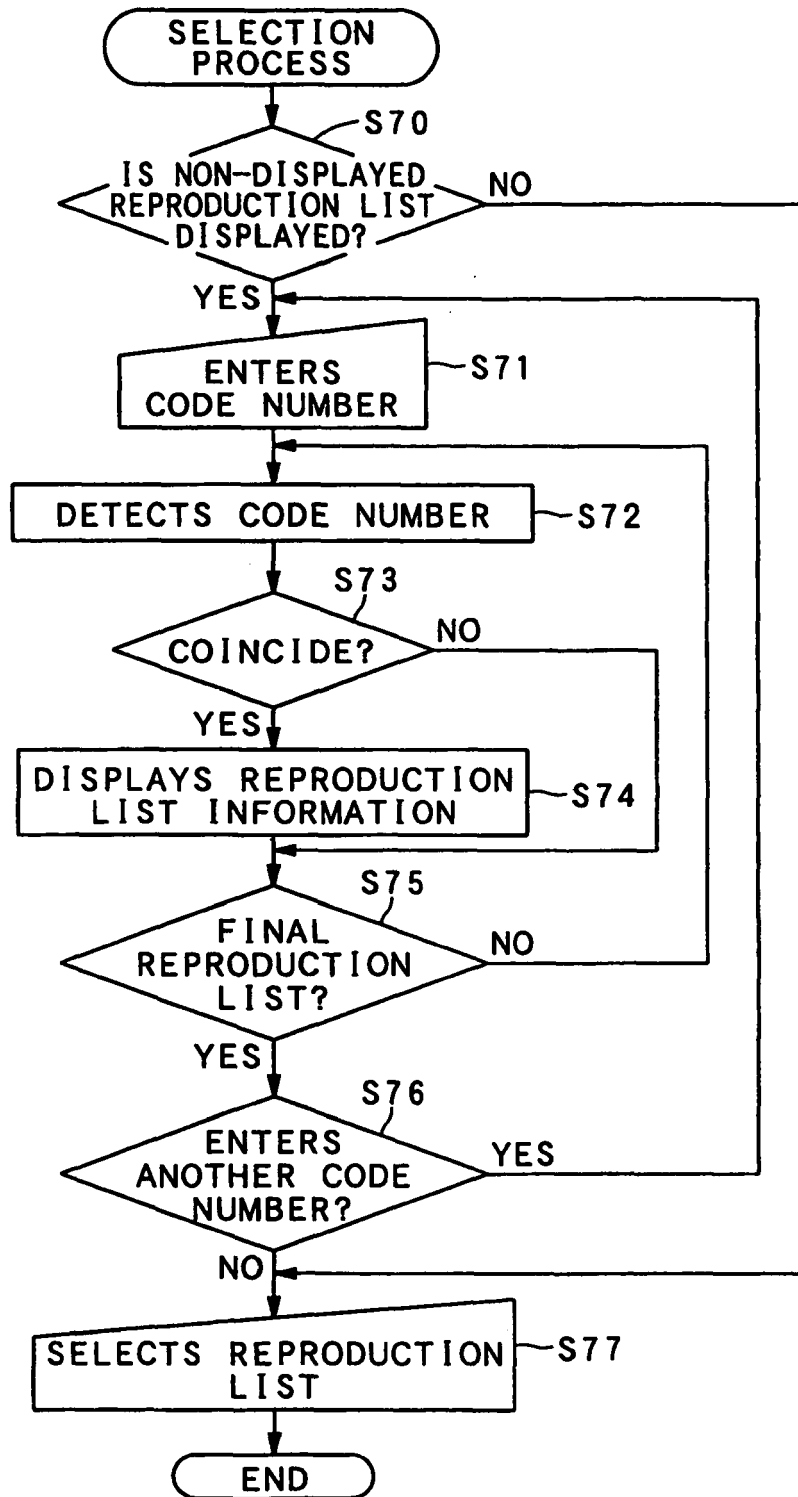 SELECTION
PROCESS
S70
IS NON-DISPLAYED
REPRODUCTION LIST
DISPLAYED?
NO
YES
ENTERS
CODE NUMBER
S71
DETECTS CODE NUMBER
S72
S73
COINCIDE?
NO
YES
DISPLAYS REPRODUCTION
LIST INFORMATION
S74
S75
FINAL
REPRODUCTION
LIST?
NO
YES
S76
ENTERS
ANOTHER CODE
NUMBER?
YES
NO
SELECTS REPRODUCTION
LIST
S77
END